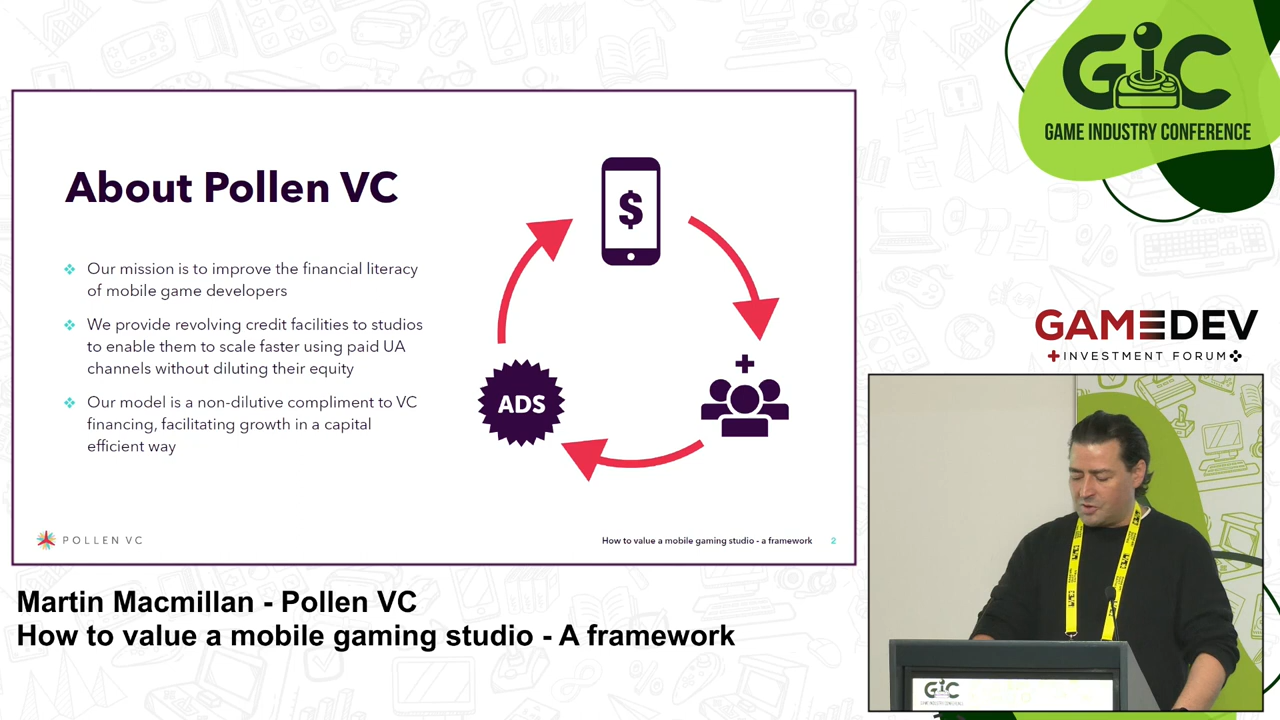 About Pollen VC
Our mission is to improve the financial literacy
of mobile game developers
We provide revolving credit facilities to studios
to enable them to scale faster using paid UA
channels without diluting their equity
Our model is a non-dilutive compliment to VC
financing, facilitating growth in a capital
efficient way
$
ADS
POLLEN VC
How to value a mobile gaming studio - a framework 2
Martin Macmillan - Pollen VC
How to value a mobile gaming studio - A framework
GIC
GAME INDUSTRY CONFERENCE
GAMEDEV
INVESTMENT FORUM
GIC
GAME INDUSTRY CONFERENCE